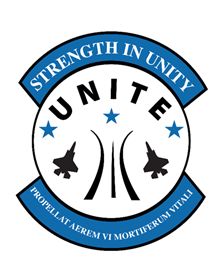 STRENGTH IN UNITY
UNITE
PROPELLAT AEREM VI MORTIFERUM VITALI